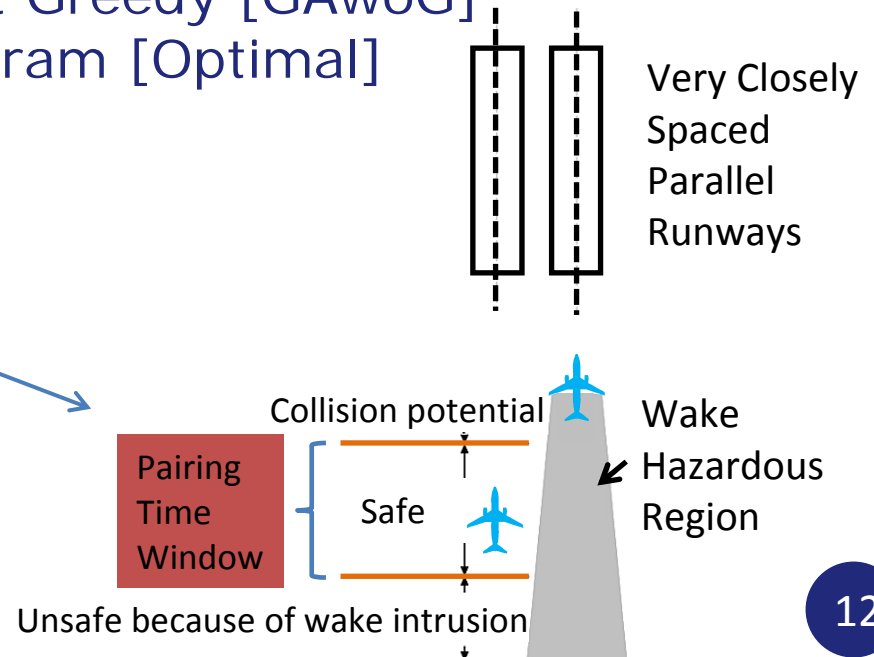 Greedy [GAwoG]
ram [Optimal]
Very Closely
Spaced
Parallel
Runways
Collision potential
Wake
Hazardous
Region
Pairing
Time
Window
Safe
Unsafe because of wake intrusion
12